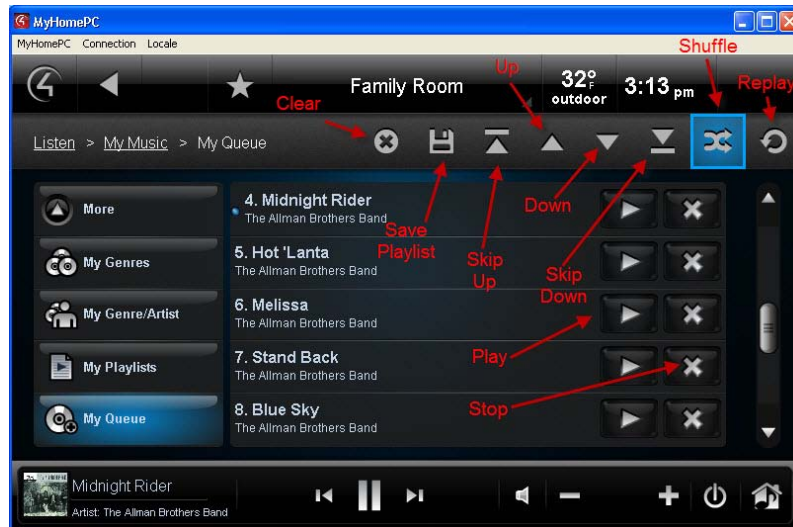 MyHomePC
MyHomePC Connection Locale
Shuffle
Up
Family Room
32°F
outdoor
3:13 pm
Replay
Clear
Listen > My Music > My Queue
More
4. Midnight Rider
The Allman Brothers Band
Save
Playlist
Down
My Genres
5. Hot 'Lanta
The Allman Brothers Band
Skip
Up
Skip
Down
My Genre/Artist
6. Melissa
The Allman Brothers Band
My Playlists
7. Stand Back
The Allman Brothers Band
Play
My Queue
8. Blue Sky
The Allman Brothers Band
Stop
Midnight Rider
Artist: The Allman Brothers Band